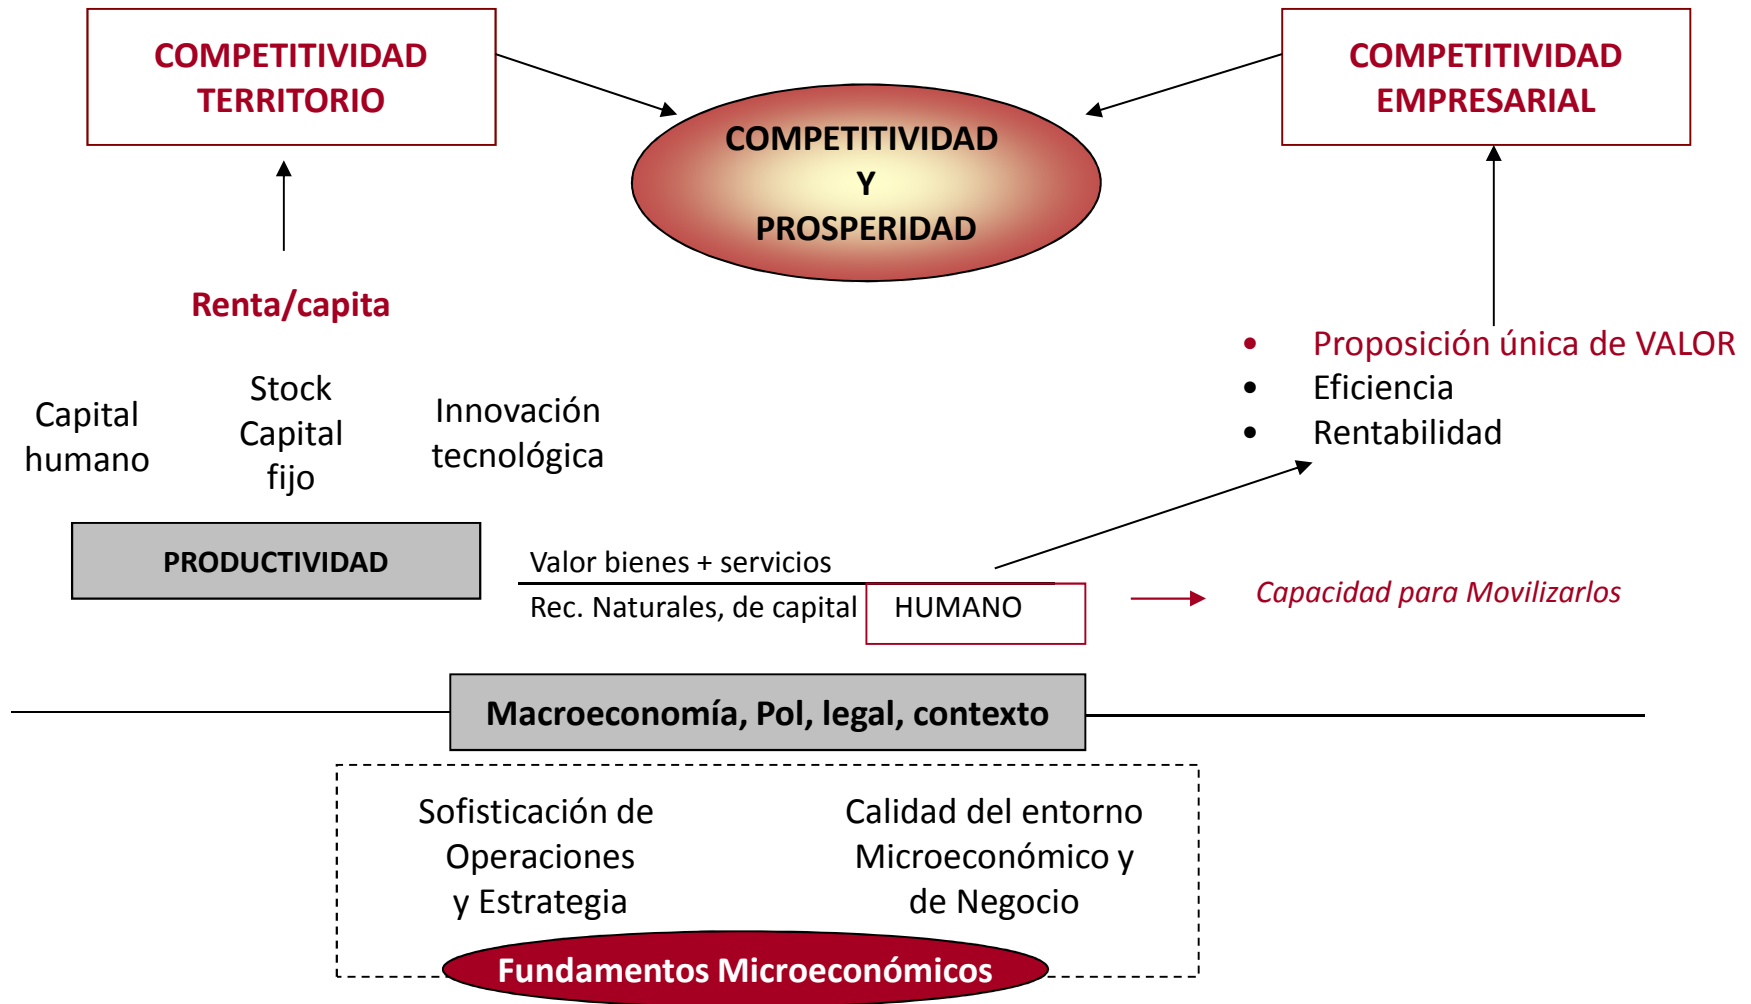 COMPETITIVIDAD
TERRITORIO
COMPETITIVIDAD
Y
PROSPERIDAD
COMPETITIVIDAD
EMPRESARIAL
Renta/capita
Capital
humano
Stock
Capital
fijo
Innovación
tecnológica
• Proposición única de VALOR
• Eficiencia
• Rentabilidad
PRODUCTIVIDAD
Valor bienes + servicios
Rec. Naturales, de capital HUMANO
Capacidad para Movilizarlos
Macroeconomía, Pol, legal, contexto
Sofisticación de
Operaciones
y Estrategia
Calidad del entorno
Microeconómico y
de Negocio
Fundamentos Microeconómicos